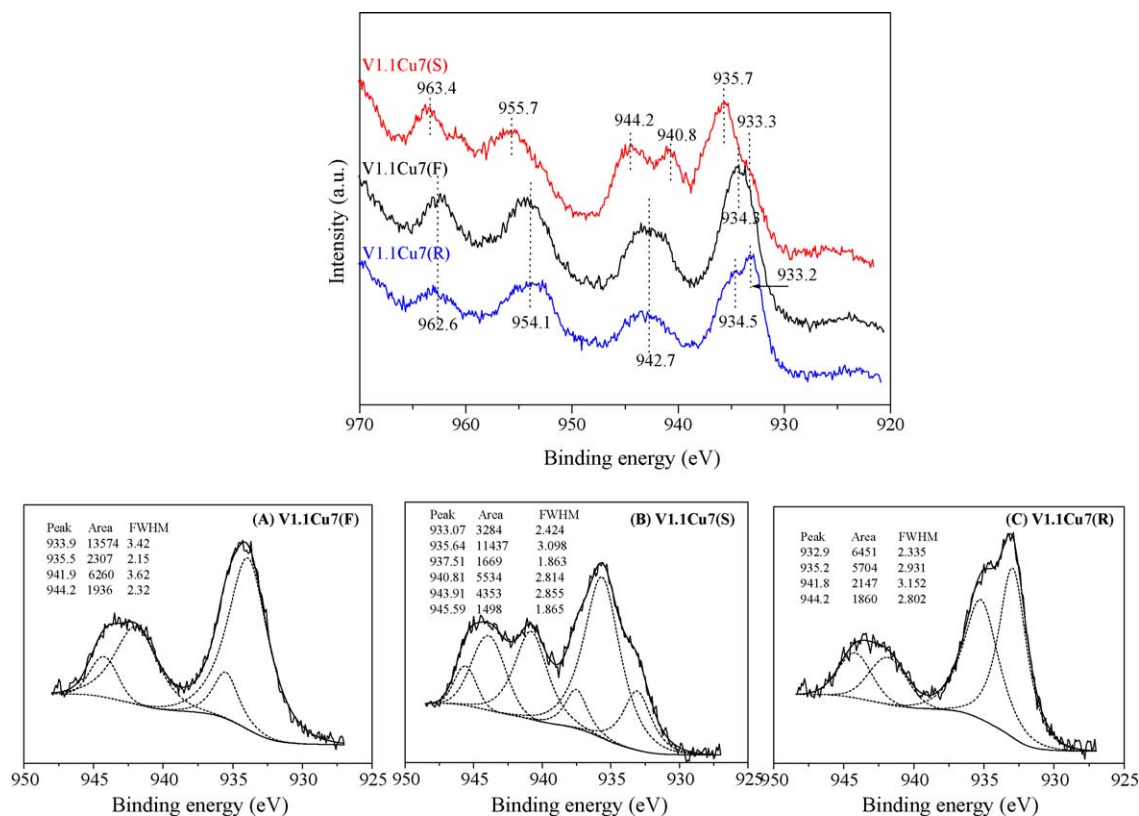 V1.1Cu7(S)
963.4
955.7
944.2
940.8
935.7
933.3
V1.1Cu7(F)
934.3
V1.1Cu7(R)
933.2
962.6
954.1
942.7
934.5
Intensity (a.u.)
970 960 950 940 930 920
Binding energy (eV)
(A) V1.1Cu7(F)
Peak Area FWHM
933.9 13574 3.42
935.5 2307 2.15
941.9 6260 3.62
944.2 1936 2.32
950 945 940 935 930 925
Binding energy (eV)
(B) V1.1Cu7(S)
Peak Area FWHM
933.07 3284 2.424
935.64 11437 3.098
937.51 1669 1.863
940.81 5534 2.814
943.91 4353 2.855
945.59 1498 1.865
950 945 940 935 930 925
Binding energy (eV)
(C) V1.1Cu7(R)
Peak Area FWHM
932.9 6451 2.335
935.2 5704 2.931
941.8 2147 3.152
944.2 1860 2.802
950 945 940 935 930 925
Binding energy (eV)